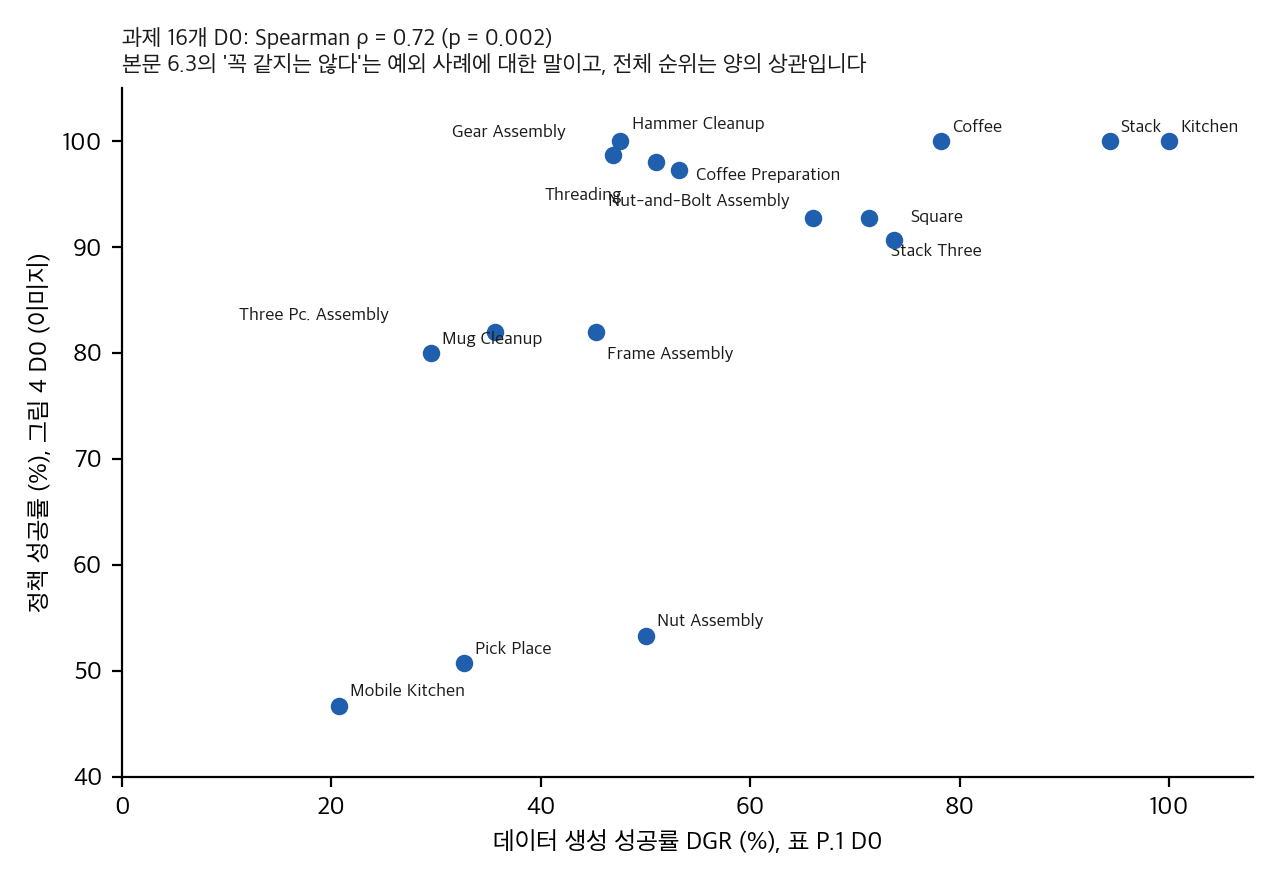 과제 16개 D0: Spearman ρ = 0.72 (p = 0.002)
본문 6.3의 '꼭 같지는 않다'는 예외 사례에 대한 말이고, 전체 순위는 양의 상관입니다
Gear Assembly
Hammer Cleanup
Coffee
Stack
Kitchen
Threading
Coffee Preparation
Nut-and-Bolt Assembly
Square
Stack Three
Three Pc. Assembly
Mug Cleanup
Frame Assembly
Nut Assembly
Pick Place
Mobile Kitchen
100
90
80
70
60
50
40
정책 성공률 (%), 그림 4 D0 (이미지)
0
20
40
60
80
100
데이터 생성 성공률 DGR (%), 표 P.1 D0